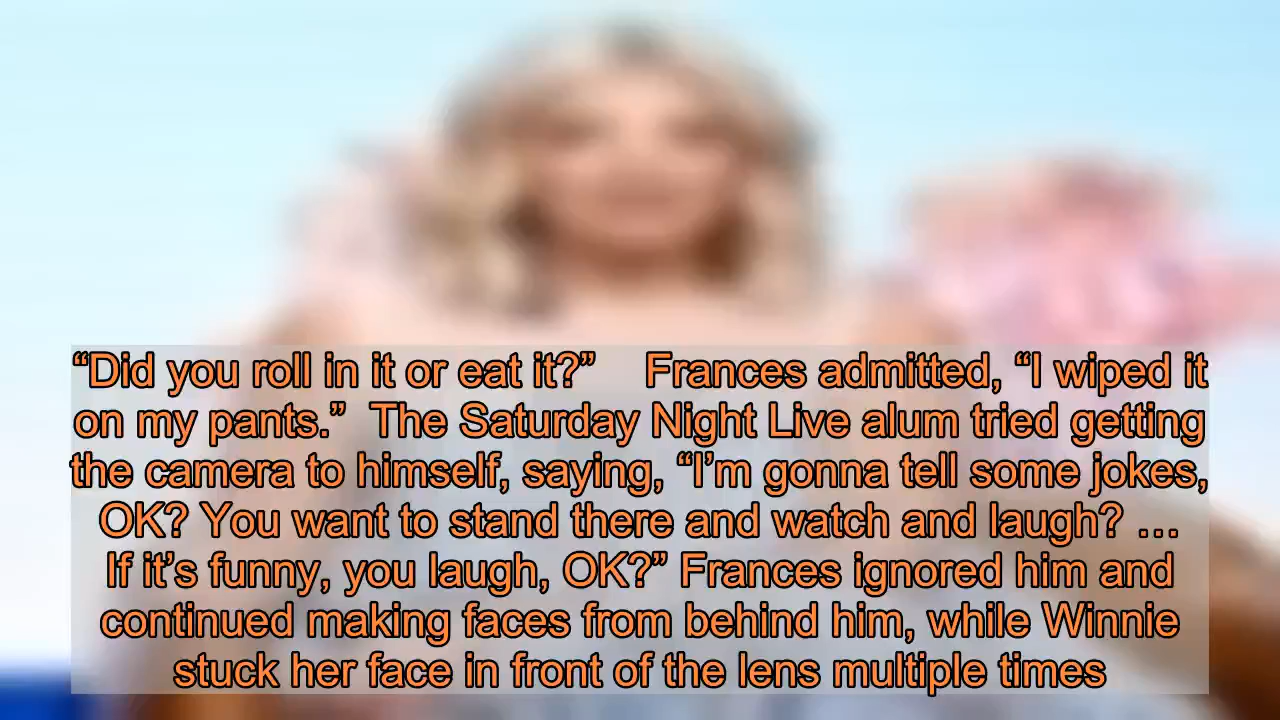 “Did you roll in it or eat it?”    Frances admitted, “I wiped it
on my pants.”  The Saturday Night Live alum tried getting
the camera to himself, saying, “I’m gonna tell some jokes,
OK? You want to stand there and watch and laugh? …
If it’s funny, you laugh, OK?” Frances ignored him and
continued making faces from behind him, while Winnie
stuck her face in front of the lens multiple times